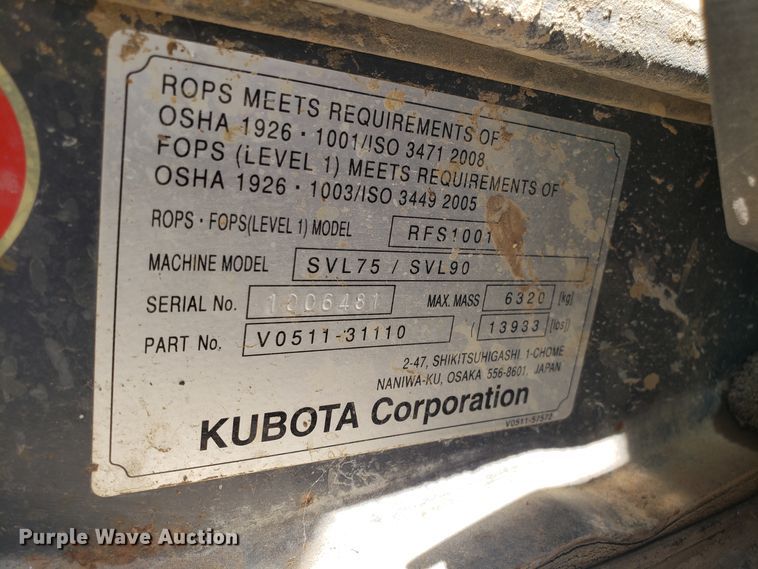 ROPS MEETS REQUIREMENTS OF
OSHA 1926・1001/ISO 3471 2008
FOPS (LEVEL 1) MEETS REQUIREMENTS OF
OSHA 1926・1003/ISO 3449 2005
ROPS・FOPS(LEVEL 1) MODEL RFS1001
MACHINE MODEL SVL75 / SVL90
SERIAL No. 1006481 MAX. MASS 6320 [kg]
PART No. V0511-31110 ( 13933 [lbs])
2-47, SHIKITSUHIGASHI, 1-CHOME
NANIWA-KU, OSAKA 556-8601, JAPAN
KUBOTA Corporation
V0511-57572
Purple Wave Auction